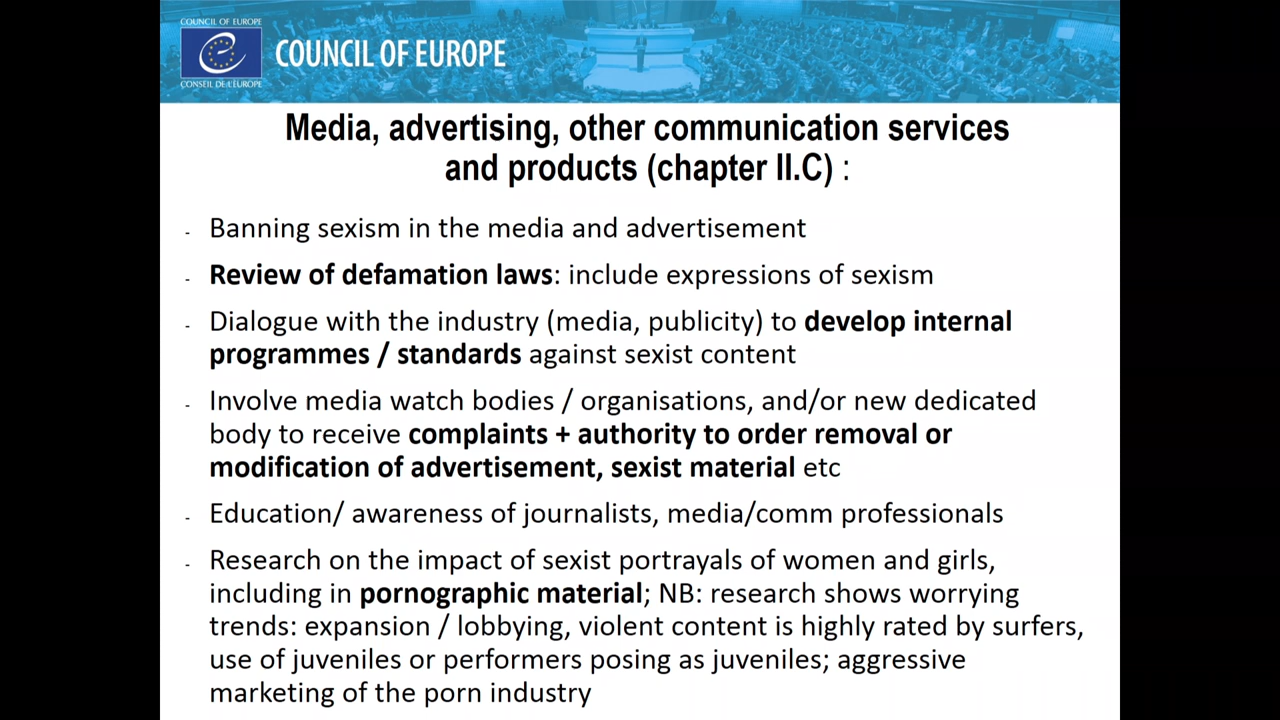 COUNCIL OF EUROPE
CONSEIL DE L'EUROPE
COUNCIL OF EUROPE
Media, advertising, other communication services
and products (chapter II.C) :
- Banning sexism in the media and advertisement
- Review of defamation laws: include expressions of sexism
- Dialogue with the industry (media, publicity) to develop internal
programmes / standards against sexist content
- Involve media watch bodies / organisations, and/or new dedicated
body to receive complaints + authority to order removal or
modification of advertisement, sexist material etc
- Education/ awareness of journalists, media/comm professionals
- Research on the impact of sexist portrayals of women and girls,
including in pornographic material; NB: research shows worrying
trends: expansion / lobbying, violent content is highly rated by surfers,
use of juveniles or performers posing as juveniles; aggressive
marketing of the porn industry